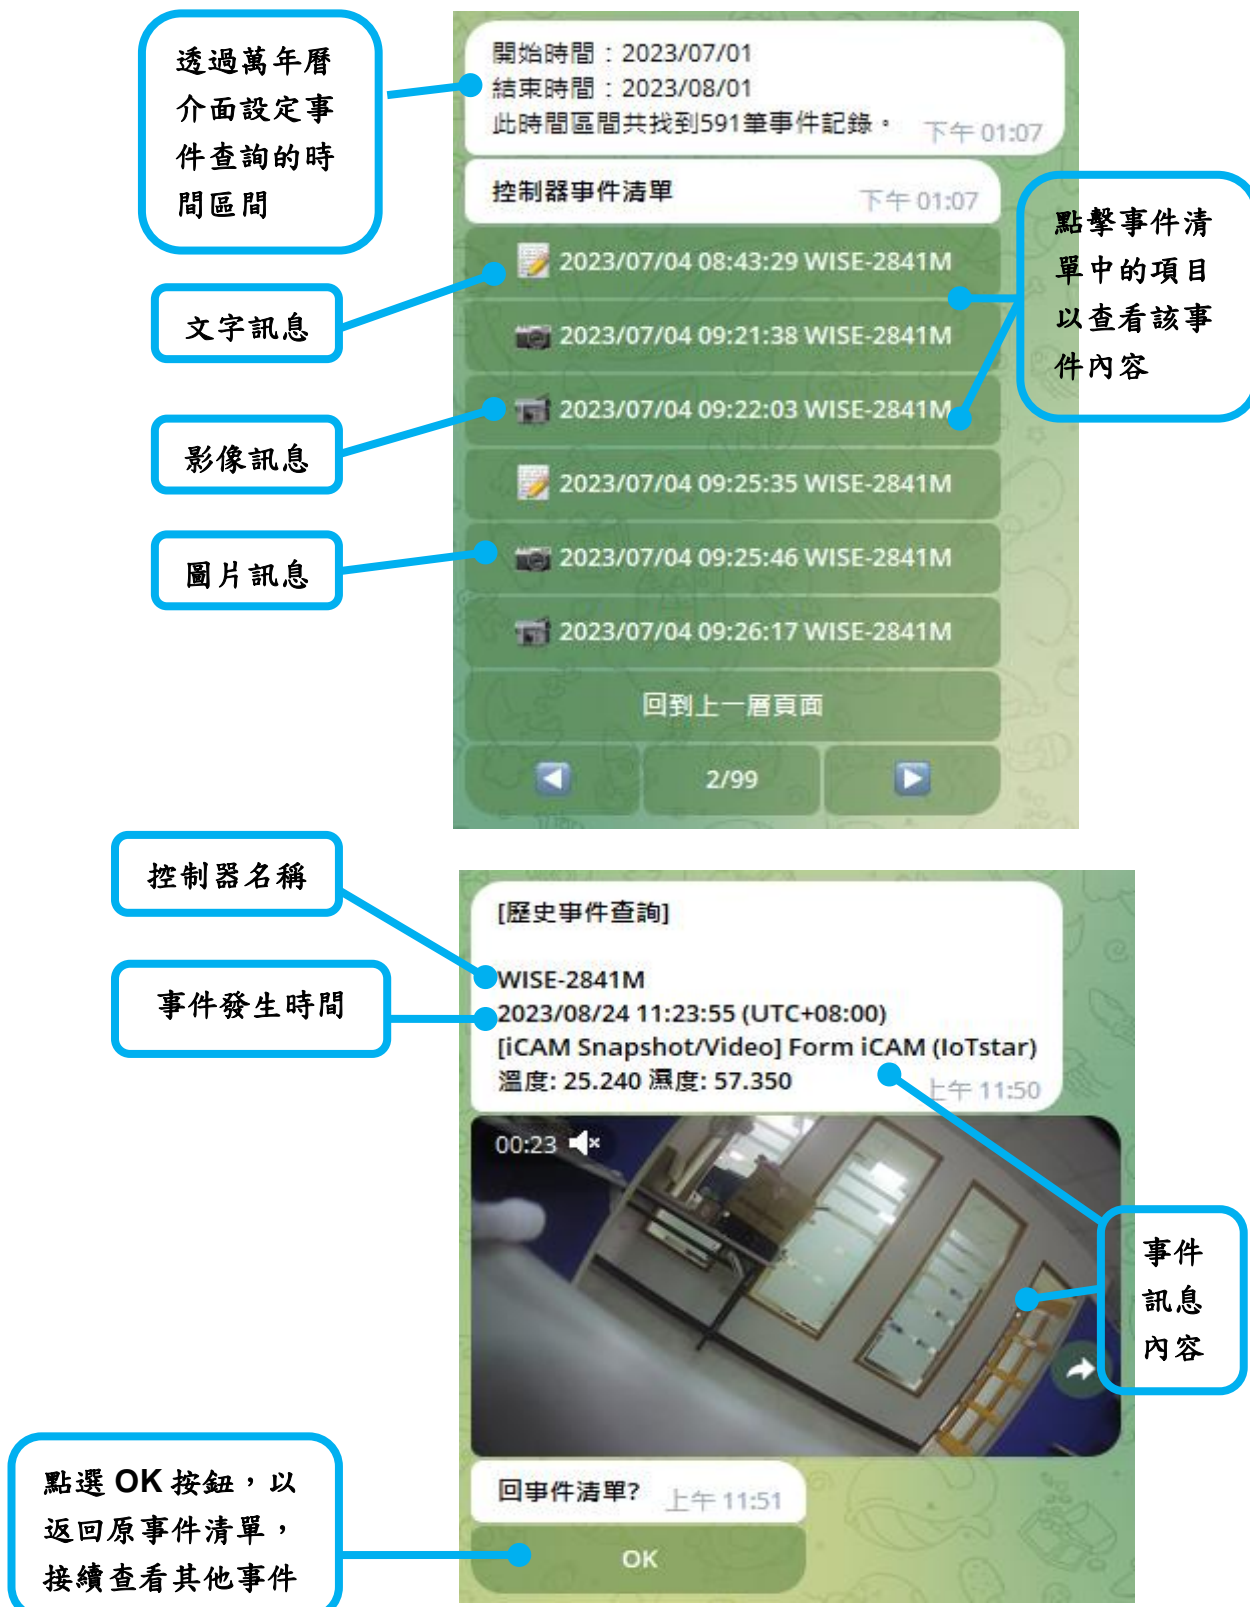 透過萬年曆
介面設定事
件查詢的時
間區間
開始時間：2023/07/01
結束時間：2023/08/01
此時間區間共找到591筆事件記錄。 下午 01:07
控制器事件清單 下午 01:07
2023/07/04 08:43:29 WISE-2841M
2023/07/04 09:21:38 WISE-2841M
2023/07/04 09:22:03 WISE-2841M
2023/07/04 09:25:35 WISE-2841M
2023/07/04 09:25:46 WISE-2841M
2023/07/04 09:26:17 WISE-2841M
回到上一層頁面
2/99
文字訊息
影像訊息
圖片訊息
點擊事件清
單中的項目
以查看該事
件內容
控制器名稱
事件發生時間
[歷史事件查詢]
WISE-2841M
2023/08/24 11:23:55 (UTC+08:00)
[iCAM Snapshot/Video] Form iCAM (IoTstar)
溫度: 25.240 濕度: 57.350 上午 11:50
00:23
事件
訊息
內容
回事件清單? 上午 11:51
OK
點選 OK 按鈕，以
返回原事件清單，
接續查看其他事件